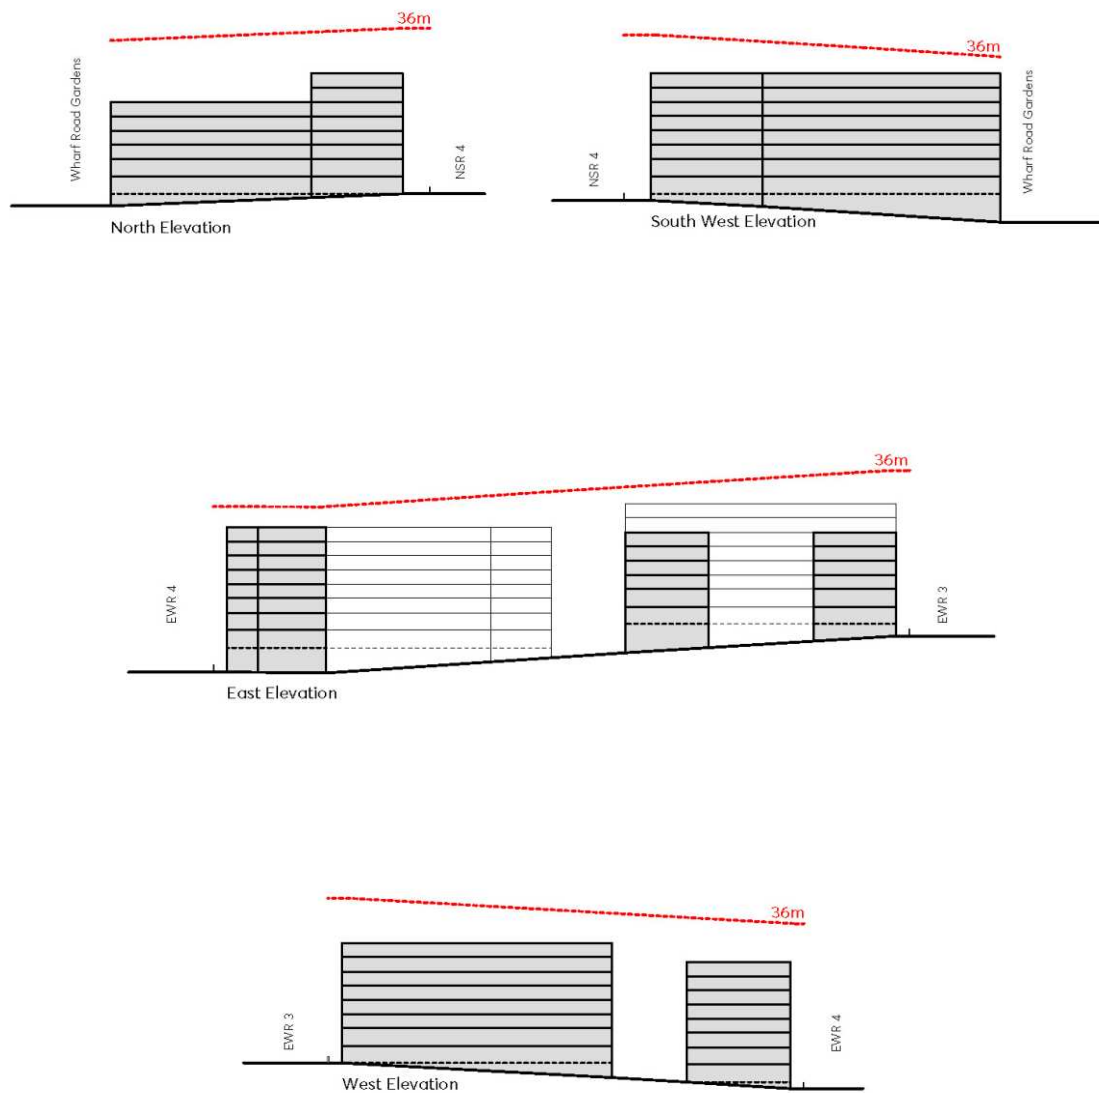 36m
Wharf Road Gardens
NSR 4
North Elevation
36m
NSR 4
Wharf Road Gardens
South West Elevation
36m
EWR 4
EWR 3
East Elevation
36m
EWR 3
EWR 4
West Elevation